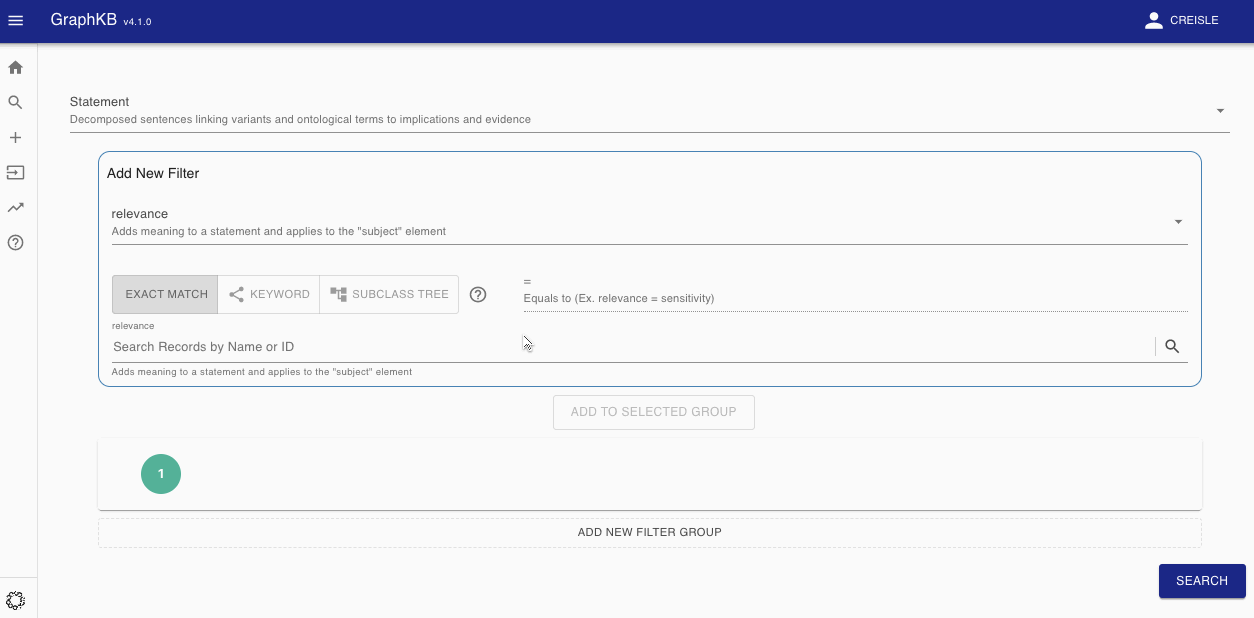 GraphKB v4.1.0
CREISLE
Statement
Decomposed sentences linking variants and ontological terms to implications and evidence
Add New Filter
relevance
Adds meaning to a statement and applies to the "subject" element
EXACT MATCH KEYWORD SUBCLASS TREE
=
Equals to (Ex. relevance = sensitivity)
relevance
Search Records by Name or ID
Adds meaning to a statement and applies to the "subject" element
ADD TO SELECTED GROUP
1
ADD NEW FILTER GROUP
SEARCH